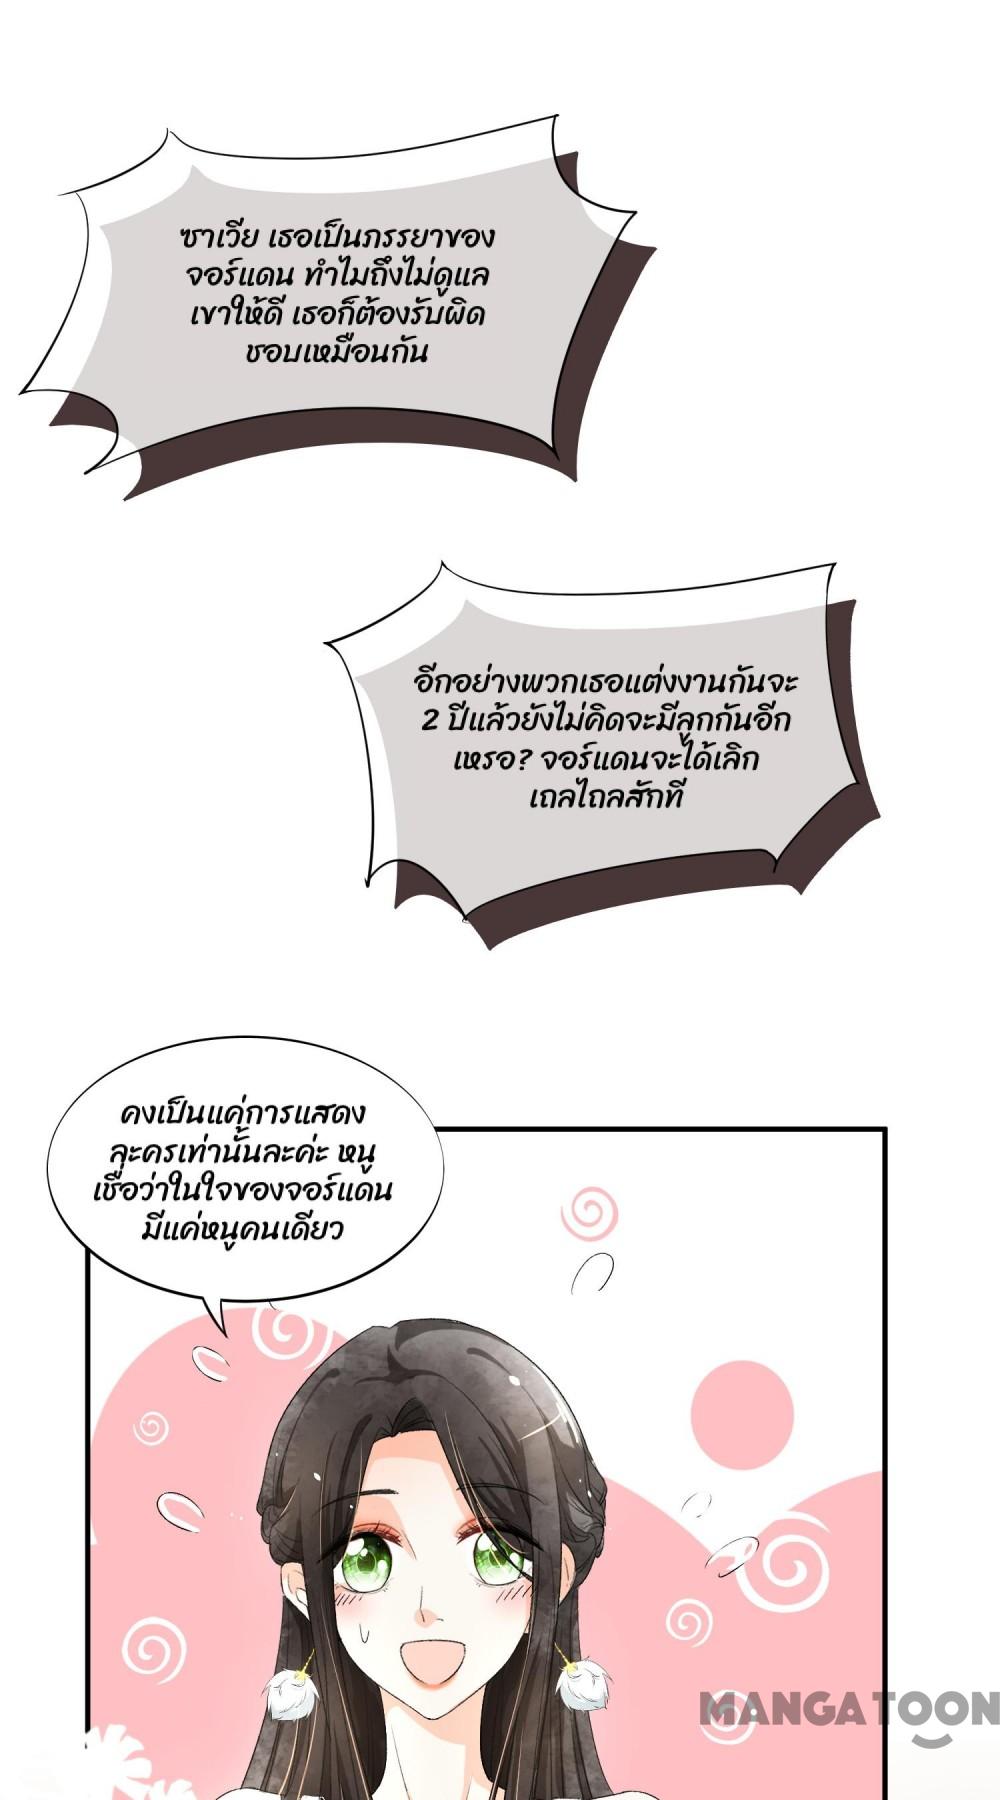 ซาเวีย เธอเป็นภรรยาของ
จอร์แดน ทำไมถึงไม่ดูแล
เขาให้ดี เธอก็ต้องรับผิด
ชอบเหมือนกัน
อีกอย่างพวกเธอแต่งงานกันจะ
2 ปีแล้วยังไม่คิดจะมีลูกกันอีก
เหรอ? จอร์แดนจะได้เลิก
เถลไถลสักที
คงเป็นแค่การแสดง
ละครเท่านั้นละค่ะ หนู
เชื่อว่าในใจของจอร์แดน
มีแค่หนูคนเดียว
MANGATOON